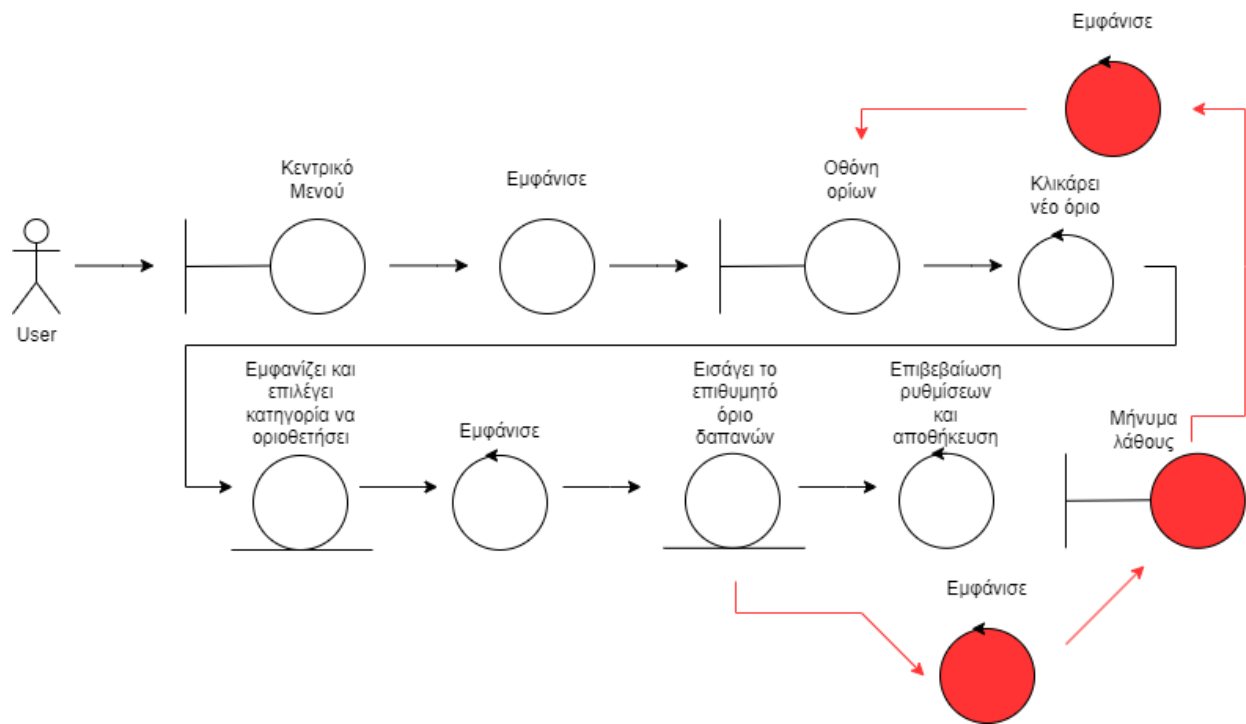 Εμφάνισε
Κεντρικό
Μενού
Εμφάνισε
Οθόνη
ορίων
Κλικάρει
νέο όριο
User
Εμφανίζει και
επιλέγει
κατηγορία να
οριοθετήσει
Εμφάνισε
Εισάγει το
επιθυμητό
όριο
δαπανών
Επιβεβαίωση
ρυθμίσεων
και
αποθήκευση
Μήνυμα
λάθους
Εμφάνισε